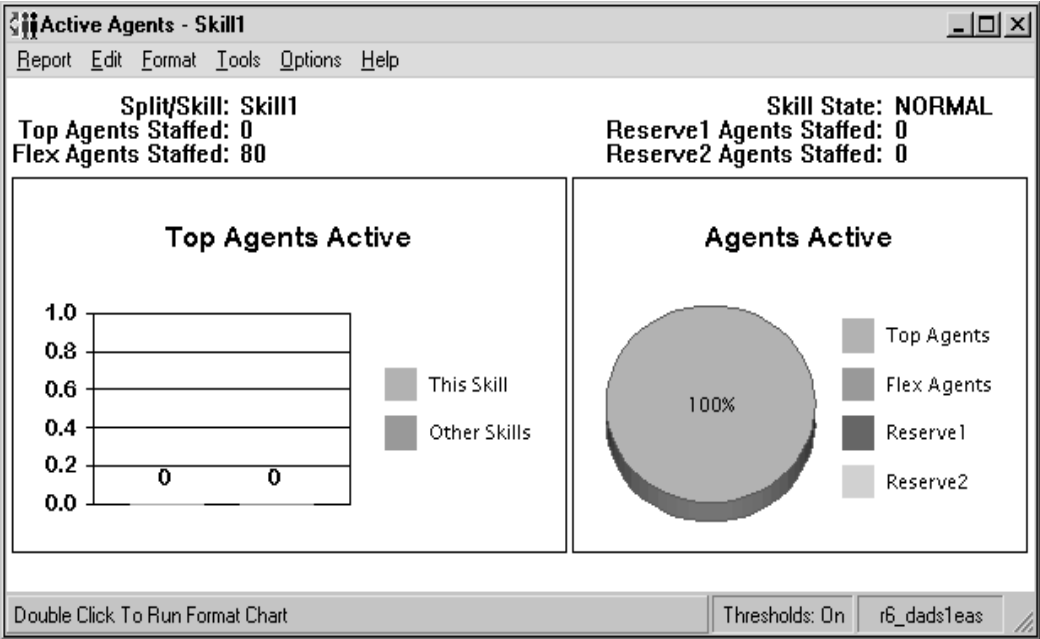 Active Agents - Skill1
Report Edit Format Tools Options Help
Split/Skill: Skill1
Top Agents Staffed: 0
Flex Agents Staffed: 80
Skill State: NORMAL
Reserve1 Agents Staffed: 0
Reserve2 Agents Staffed: 0
Top Agents Active
1.0
0.8
0.6
0.4
0.2
0.0
0 0
This Skill
Other Skills
Agents Active
100%
Top Agents
Flex Agents
Reserve1
Reserve2
Double Click To Run Format Chart
Thresholds: On
r6_dads1eas